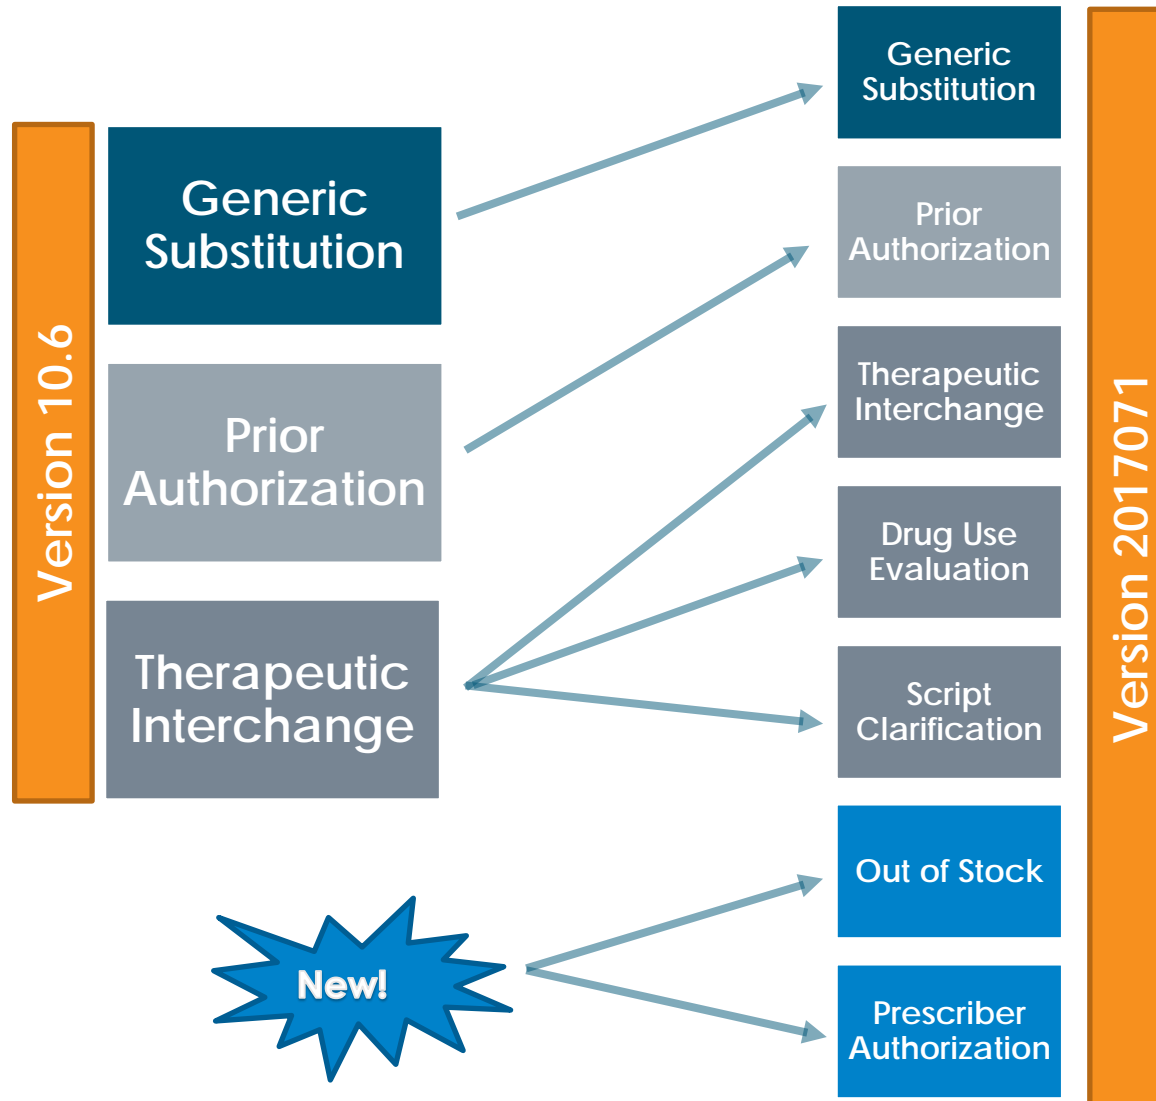 Version 10.6
Generic
Substitution
Prior
Authorization
Therapeutic
Interchange
New!
Generic
Substitution
Prior
Authorization
Therapeutic
Interchange
Drug Use
Evaluation
Script
Clarification
Out of Stock
Prescriber
Authorization
Version 2017071